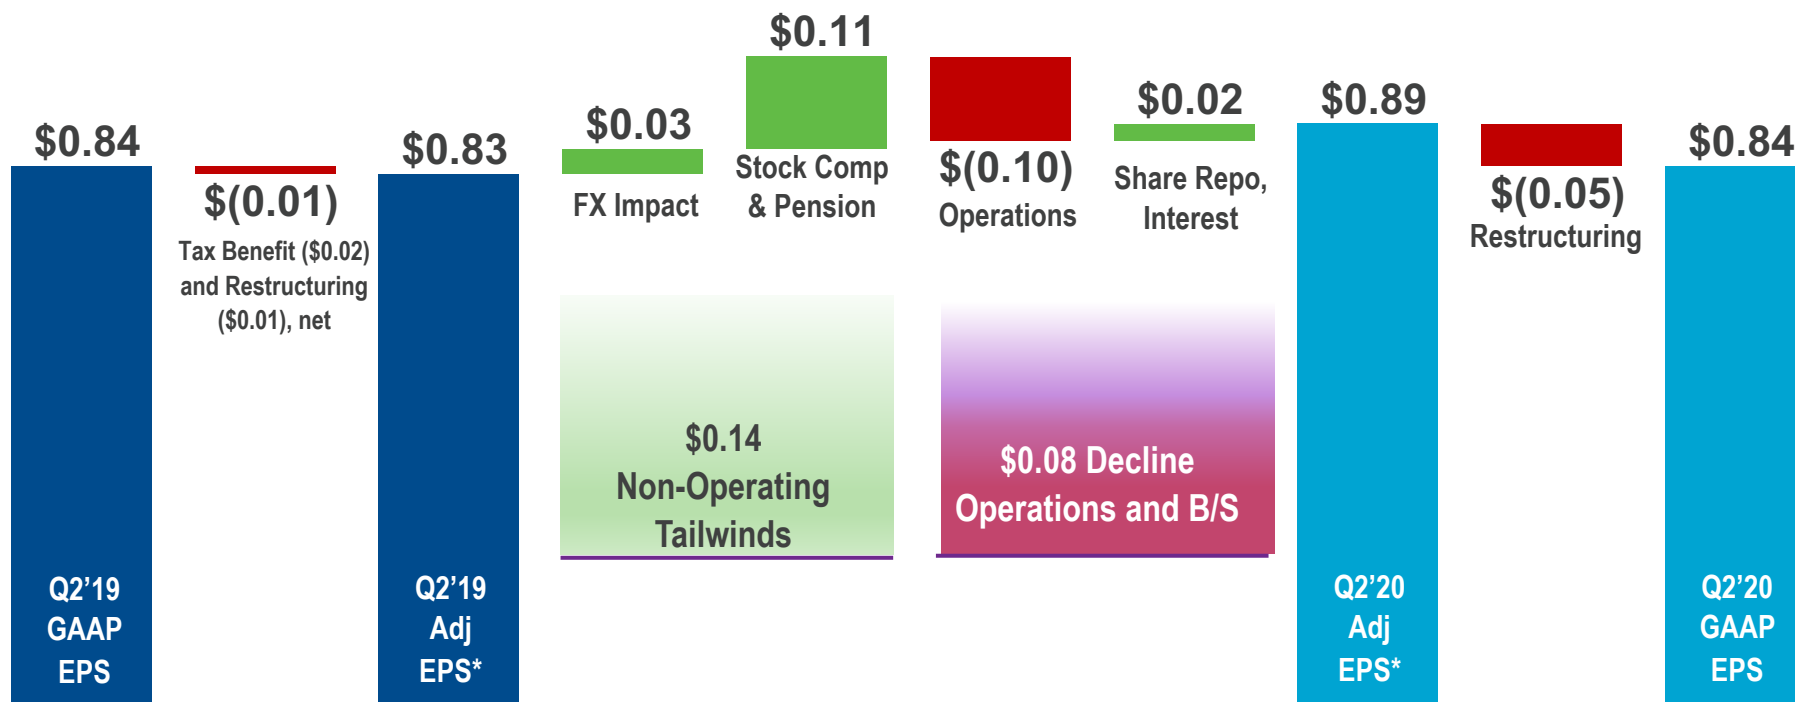 $0.84
Q2’19
GAAP
EPS
$(0.01)
Tax Benefit ($0.02)
and Restructuring
($0.01), net
$0.83
Q2’19
Adj
EPS*
$0.03
FX Impact
$0.11
Stock Comp
& Pension
$0.14
Non-Operating
Tailwinds
$(0.10)
Operations
$0.02
Share Repo,
Interest
$0.08 Decline
Operations and B/S
$0.89
Q2’20
Adj
EPS*
$(0.05)
Restructuring
$0.84
Q2’20
GAAP
EPS